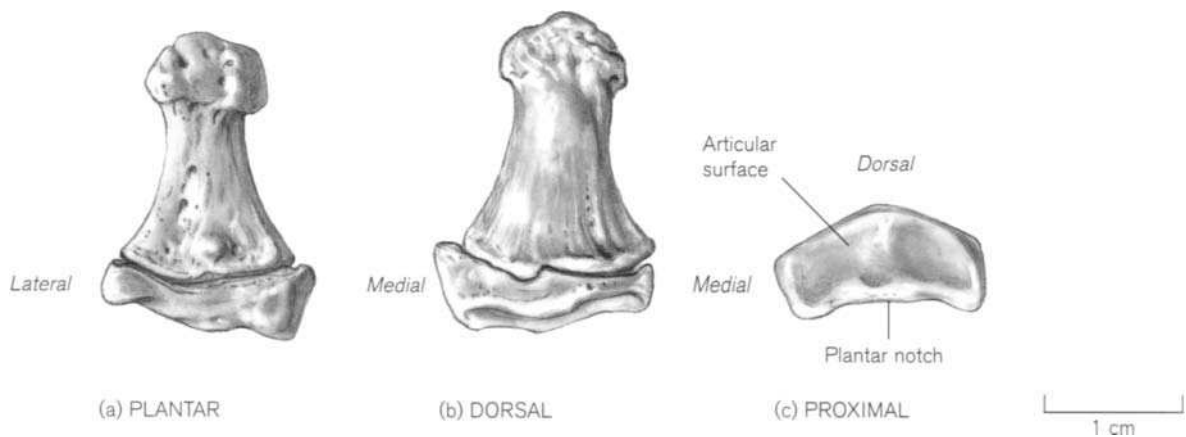 Articular
surface
Dorsal
Lateral
Medial
Medial
Plantar notch
(a) PLANTAR
(b) DORSAL
(c) PROXIMAL
1 cm